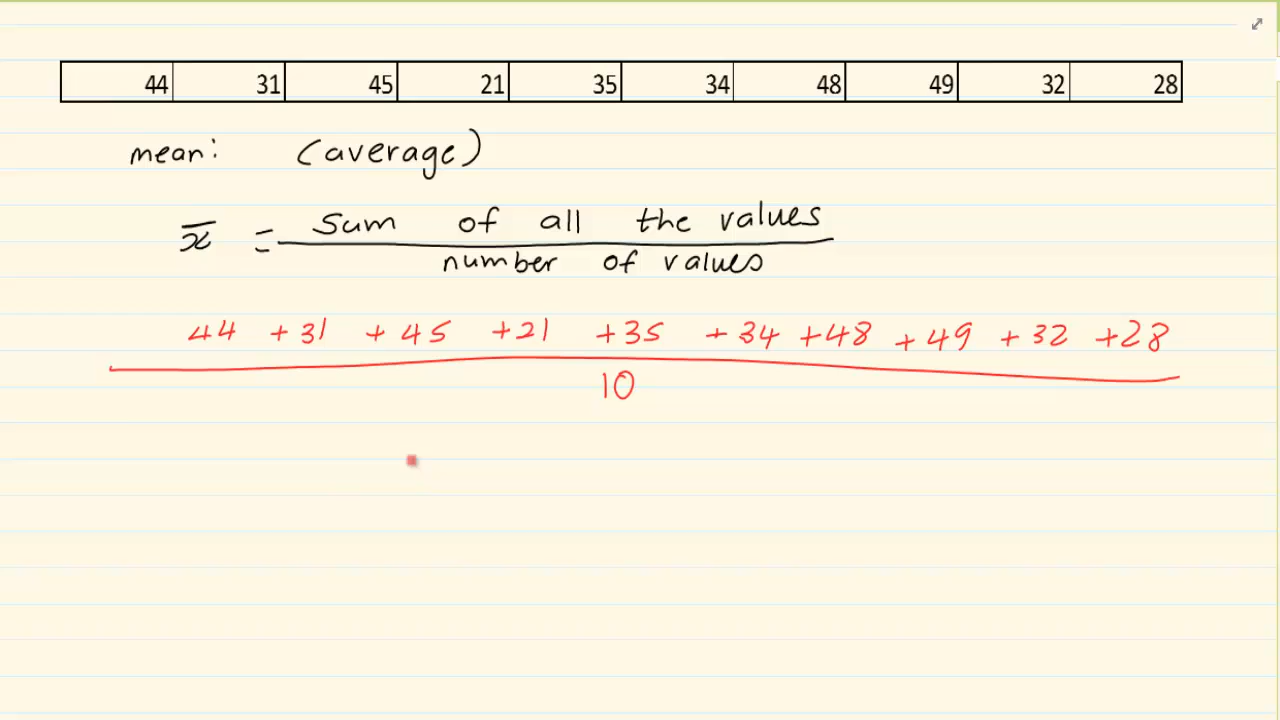 44 31 45 21 35 34 48 49 32 28
mean: (average)
x̄ = Sum of all the values
number of values
44 +31 + 45 +21 +35 + 34 +48 + 49 + 32 +28
10